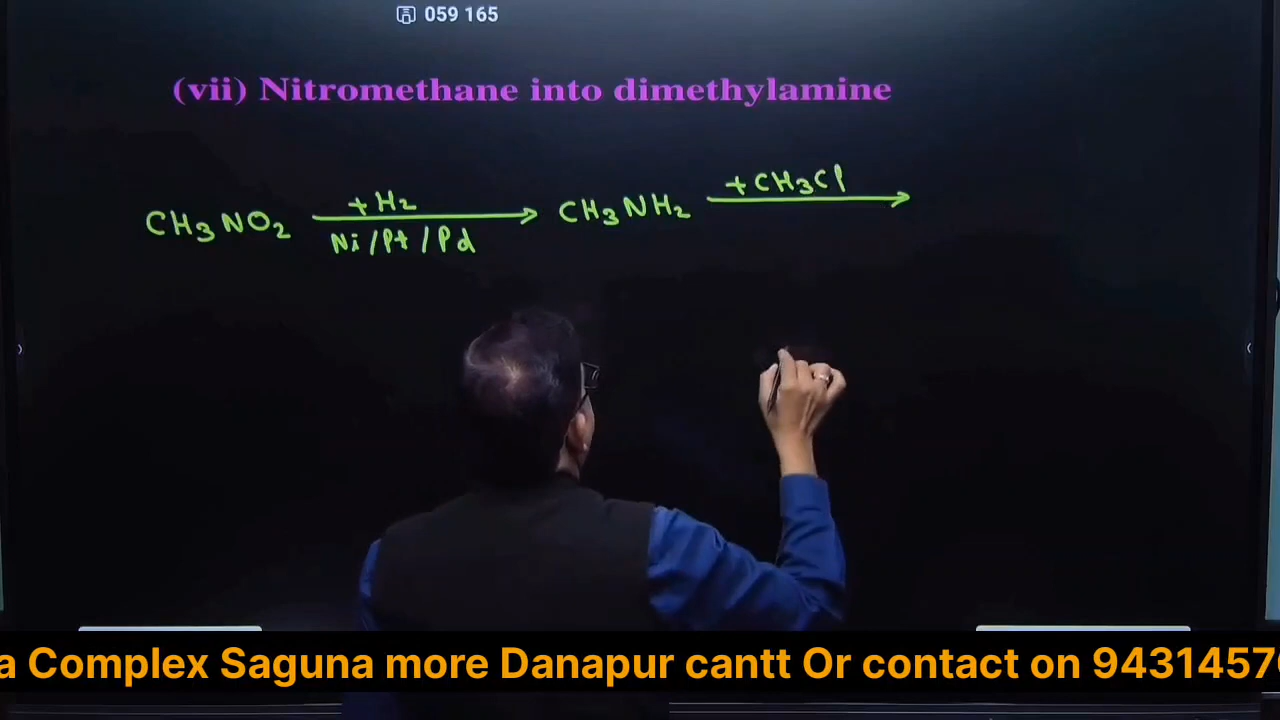 059 165
(vii) Nitromethane into dimethylamine
CH3NO2 +H2 Ni/Pt/Pd CH3NH2 +CH3Cl
a Complex Saguna more Danapur cantt Or contact on 9431457